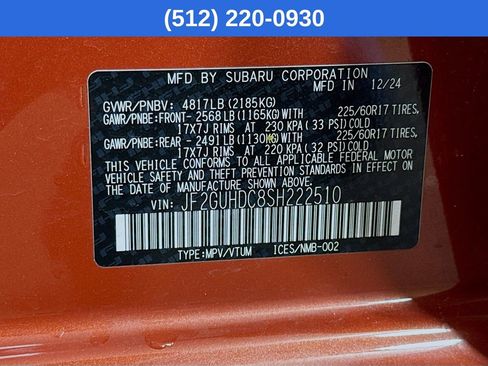 (512) 220-0930
MFD BY SUBARU CORPORATION
MFD.IN 12/24
GVWR/PNBV: 4817LB (2185KG)
GAWR/PNBE:FRONT-2568LB(1165KG)WITH 225/60R17 TIRES,
17X7J RIMS AT 230 KPA(33 PSI)COLD
GAWR/PNBE:REAR -2491LB(1130KG)WITH 225/60R17 TIRES,
17X7J RIMS AT 220 KPA(32 PSI)COLD
THIS VEHICLE CONFORMS TO ALL APPLICABLE FEDERAL MOTOR
VEHICLE SAFETY AND THEFT PREVENTION STANDARDS IN
EFFECT ON THE DATE OF MANUFACTURE SHOWN ABOVE.
VIN: JF2GUHDC8SH222510
TYPE:MPV/VTUM ICES/NMB-002